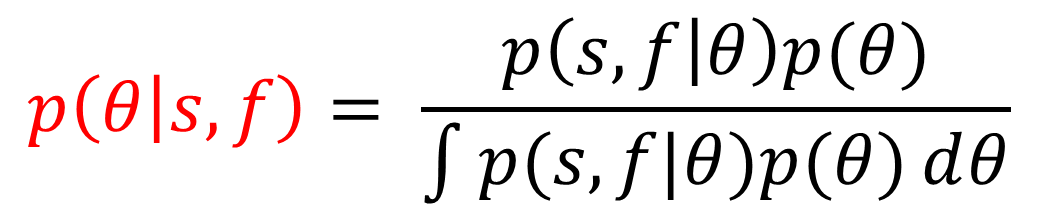 p(θ|s, f) = p(s, f|θ)p(θ) / ∫ p(s, f|θ)p(θ) dθ